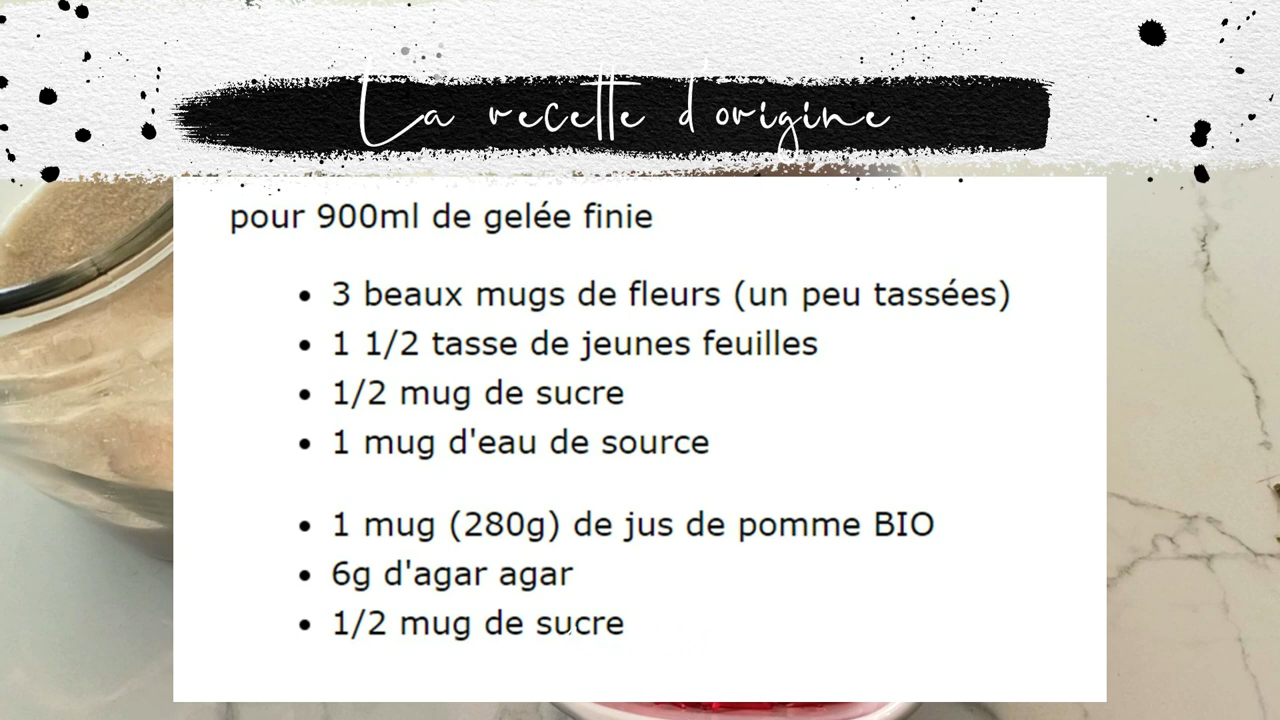 La recette d'origine
pour 900ml de gelée finie
• 3 beaux mugs de fleurs (un peu tassées)
• 1 1/2 tasse de jeunes feuilles
• 1/2 mug de sucre
• 1 mug d'eau de source
• 1 mug (280g) de jus de pomme BIO
• 6g d'agar agar
• 1/2 mug de sucre